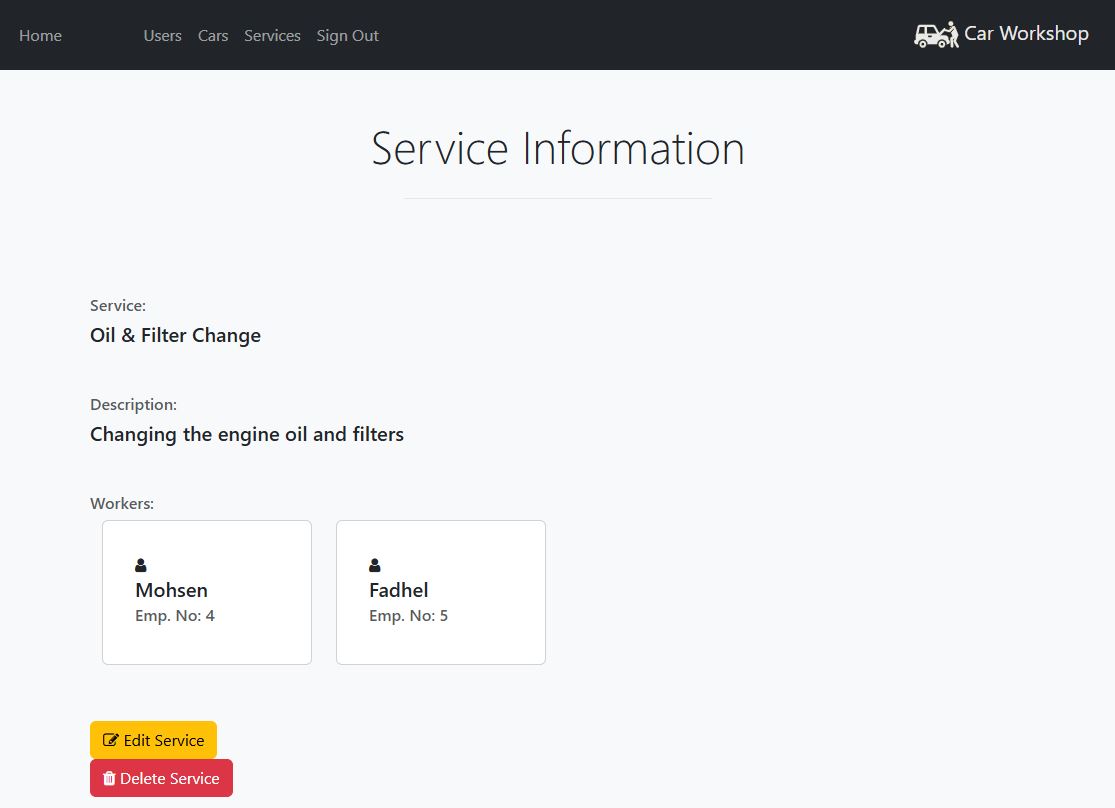 Home Users Cars Services Sign Out Car Workshop
Service Information
Service:
Oil & Filter Change
Description:
Changing the engine oil and filters
Workers:
Mohsen
Emp. No: 4
Fadhel
Emp. No: 5
Edit Service
Delete Service